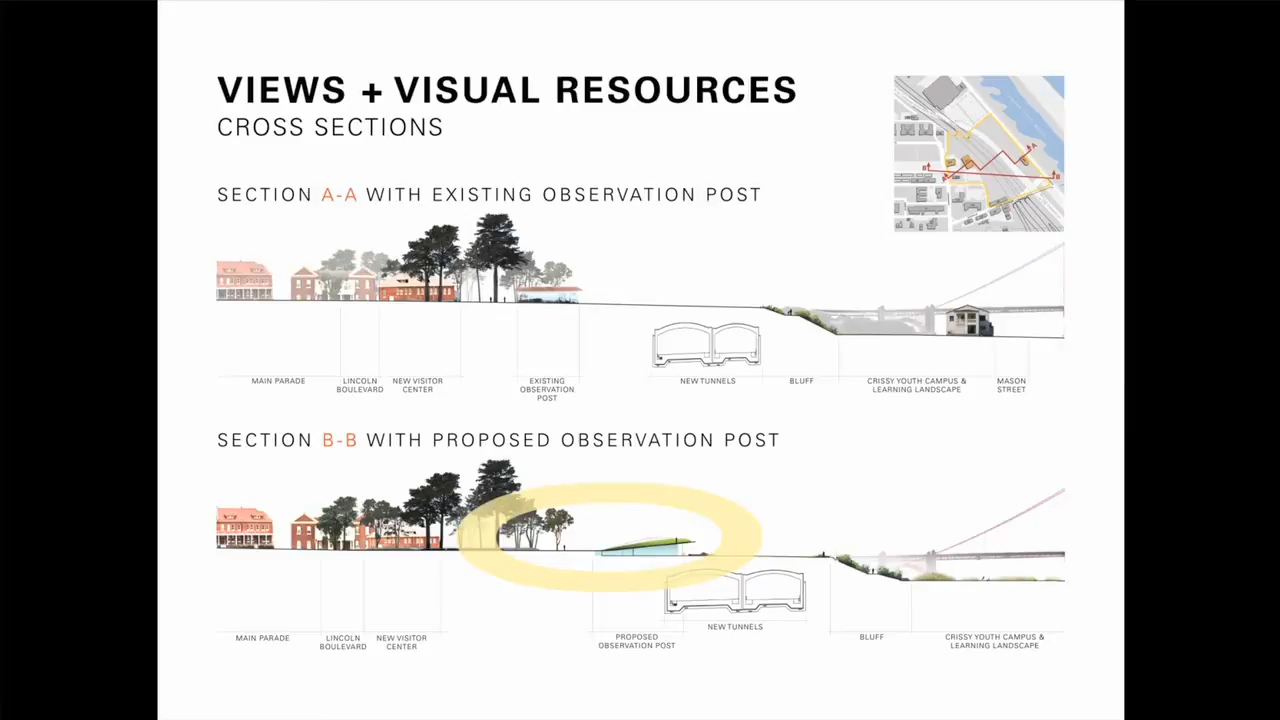 VIEWS + VISUAL RESOURCES
CROSS SECTIONS
SECTION A-A WITH EXISTING OBSERVATION POST
MAIN PARADE
LINCOLN
BOULEVARD
NEW VISITOR
CENTER
EXISTING
OBSERVATION
POST
NEW TUNNELS
BLUFF
CRISSY YOUTH CAMPUS &
LEARNING LANDSCAPE
MASON
STREET
SECTION B-B WITH PROPOSED OBSERVATION POST
MAIN PARADE
LINCOLN
BOULEVARD
NEW VISITOR
CENTER
PROPOSED
OBSERVATION POST
NEW TUNNELS
BLUFF
CRISSY YOUTH CAMPUS &
LEARNING LANDSCAPE